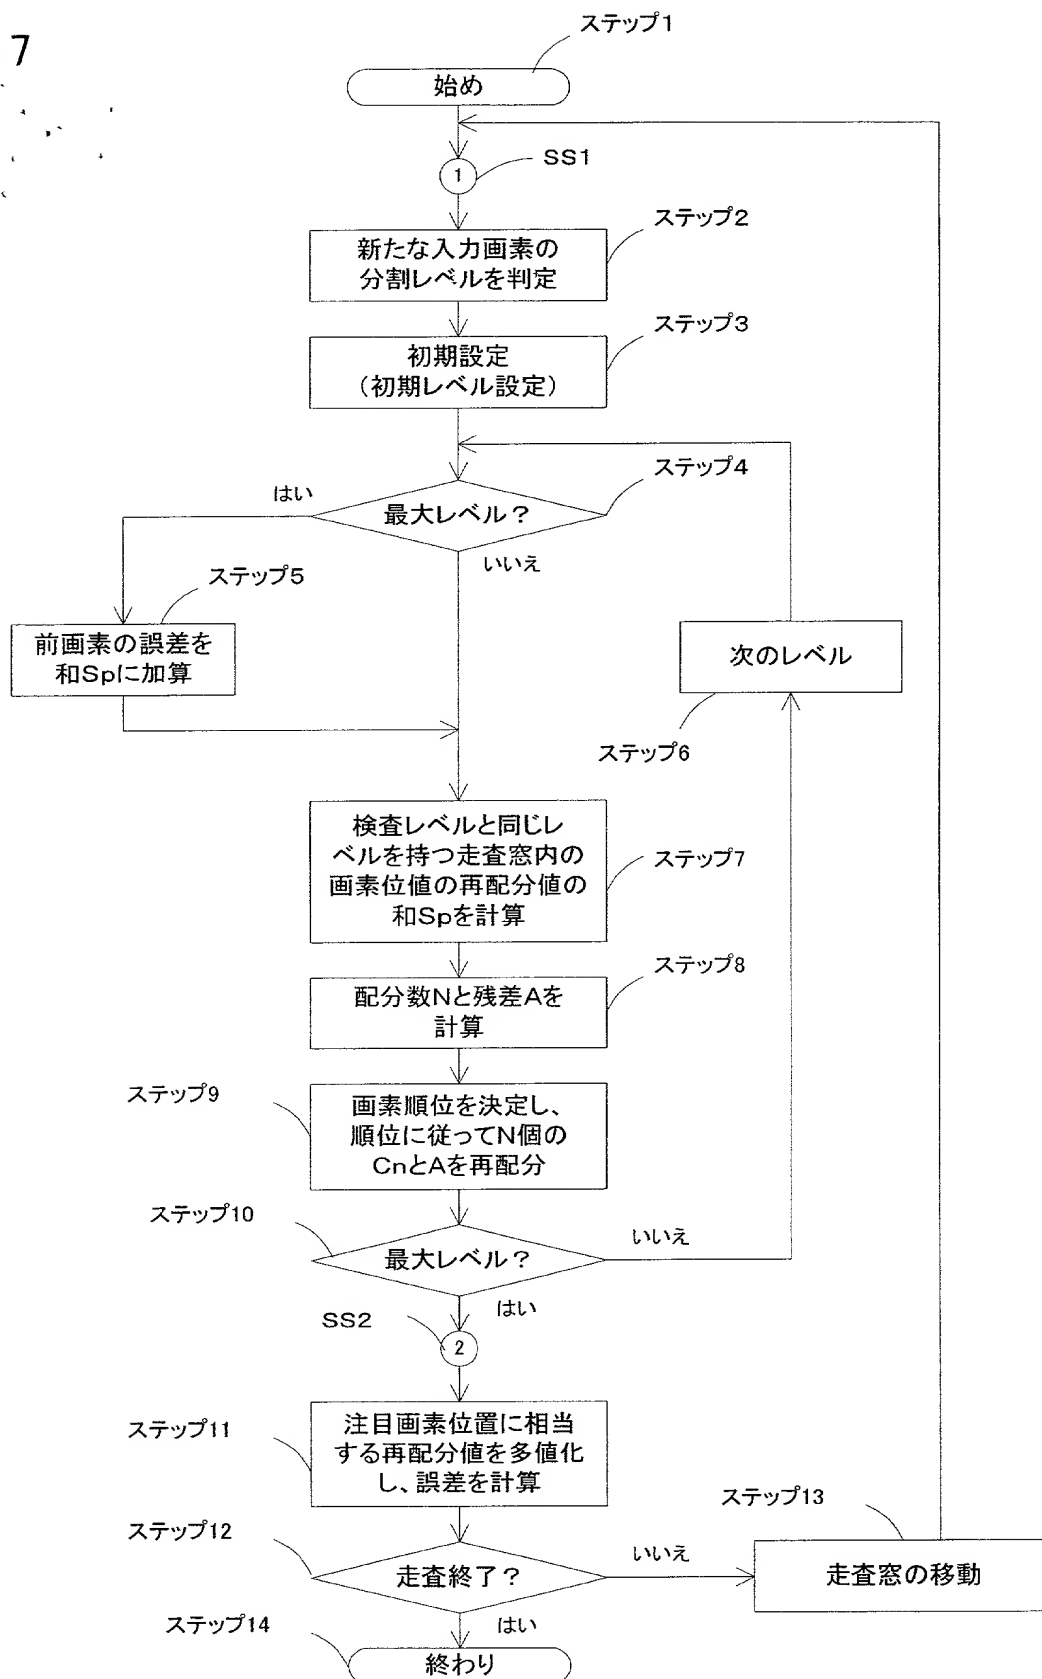 7
ステップ1
始め
1
SS1
ステップ2
新たな入力画素の
分割レベルを判定
ステップ3
初期設定
（初期レベル設定）
ステップ4
はい
最大レベル？
いいえ
ステップ5
前画素の誤差を
和Spに加算
次のレベル
ステップ6
検査レベルと同じレ
ベルを持つ走査窓内の
画素位値の再配分値の
和Spを計算
ステップ7
ステップ8
配分数Nと残差Aを
計算
ステップ9
画素順位を決定し、
順位に従ってN個の
CnとAを再配分
ステップ10
最大レベル？
いいえ
はい
SS2
2
ステップ11
注目画素位置に相当
する再配分値を多値化
し、誤差を計算
ステップ12
ステップ13
走査終了？
いいえ
走査窓の移動
はい
ステップ14
終わり